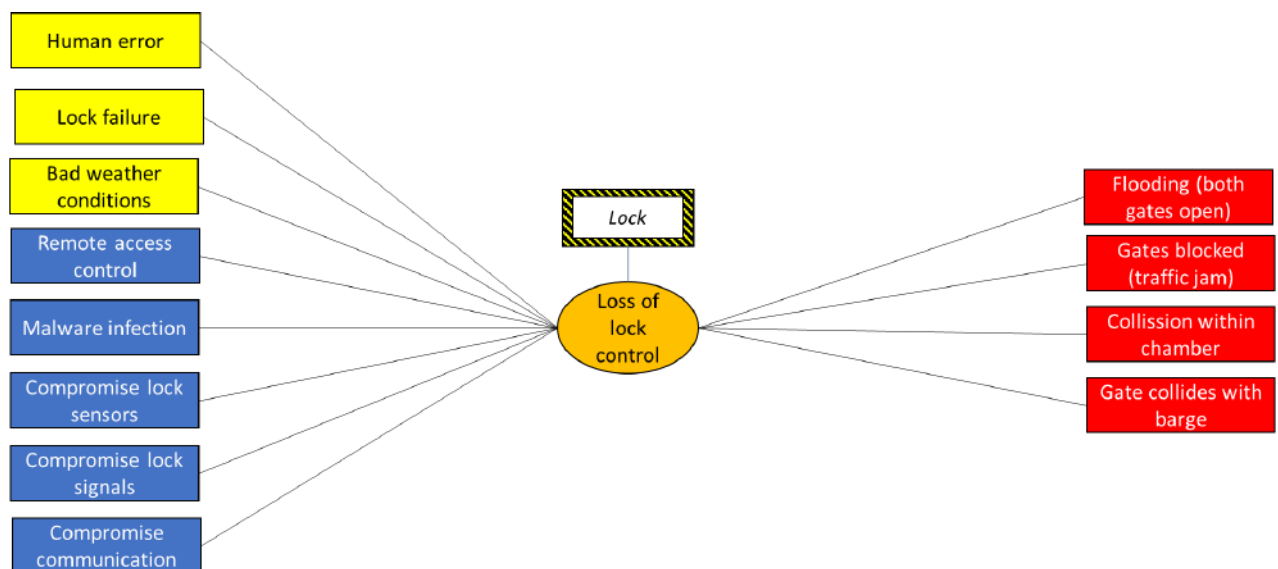 Human error
Lock failure
Bad weather
conditions
Remote access
control
Malware infection
Compromise lock
sensors
Compromise lock
signals
Compromise
communication
Lock
Loss of
lock
control
Flooding (both
gates open)
Gates blocked
(traffic jam)
Collission within
chamber
Gate collides with
barge